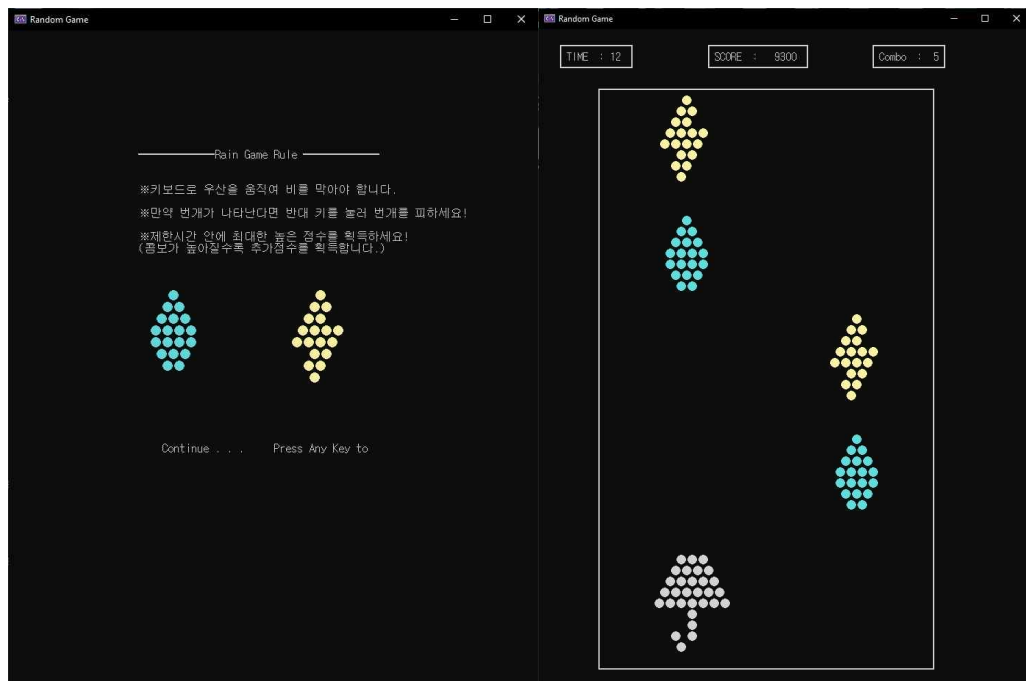 Random Game
Rain Game Rule
※키보드로 우산을 움직여 비를 막아야 합니다.
※만약 번개가 나타난다면 반대 키를 눌러 번개를 피하세요!
※제한시간 안에 최대한 높은 점수를 획득하세요!
(콤보가 높아질수록 추가점수를 획득합니다.)
Continue . . .    Press Any Key to
Random Game
TIME : 12
SCORE : 9300
Combo : 5